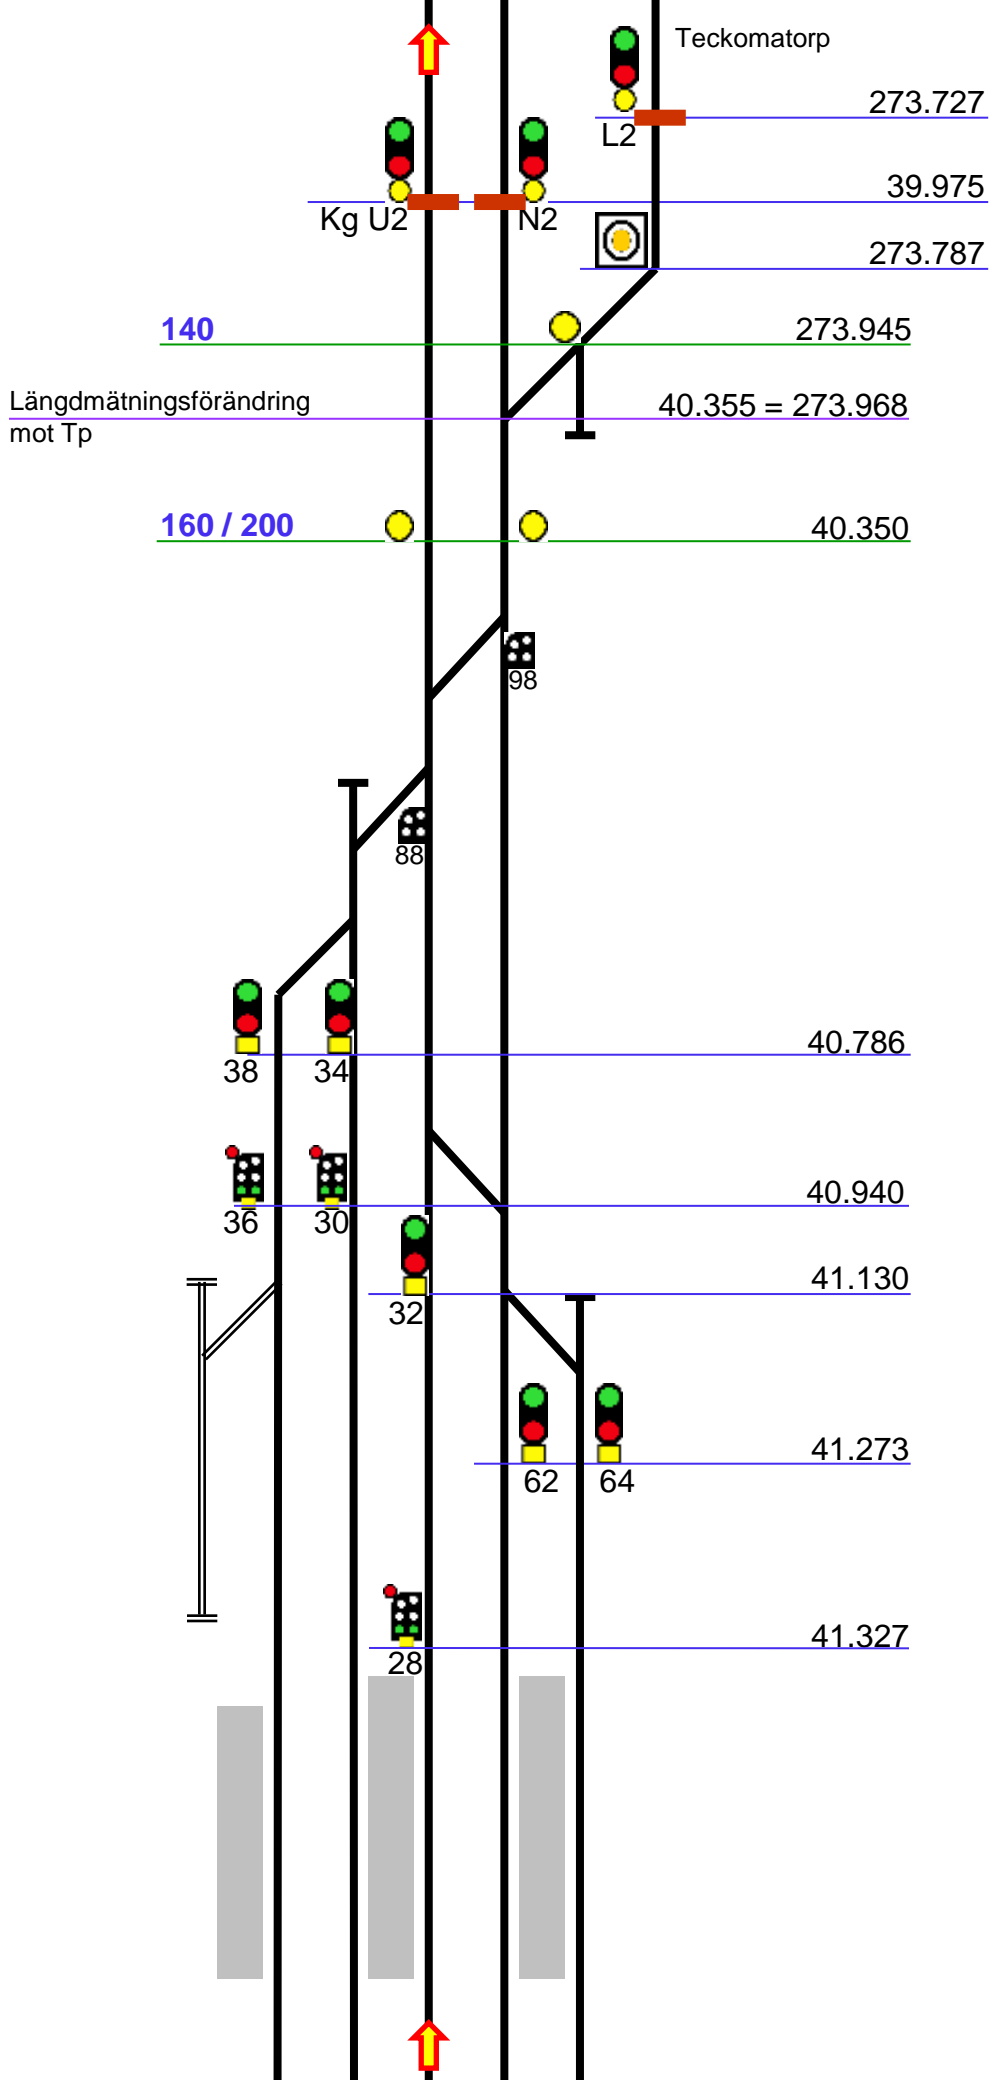 Teckomatorp
273.727
L2
39.975
Kg U2
N2
273.787
140
273.945
Längdmätningsförändring
mot Tp
40.355 = 273.968
160 / 200
40.350
98
88
40.786
38
34
40.940
36
30
41.130
32
41.273
62
64
41.327
28